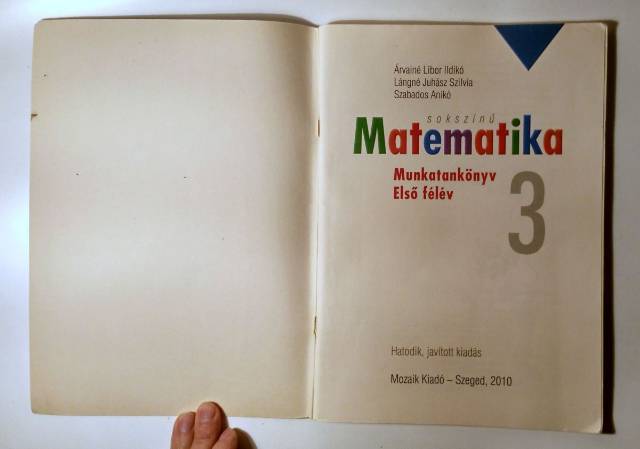 Árvainé Libor Ildikó
Lángné Juhász Szilvia
Szabados Anikó
sokszínű
Matematika
Munkatankönyv
Első félév
3
Hatodik, javított kiadás
Mozaik Kiadó – Szeged, 2010